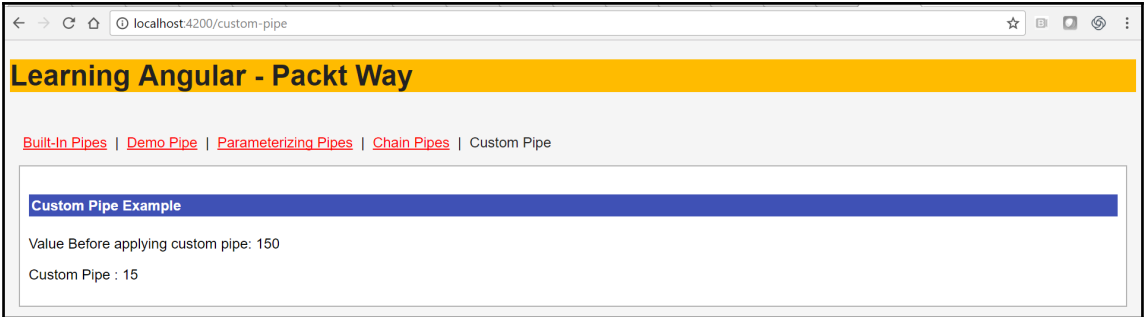 localhost:4200/custom-pipe
Learning Angular - Packt Way
Built-In Pipes | Demo Pipe | Parameterizing Pipes | Chain Pipes | Custom Pipe
Custom Pipe Example
Value Before applying custom pipe: 150
Custom Pipe : 15